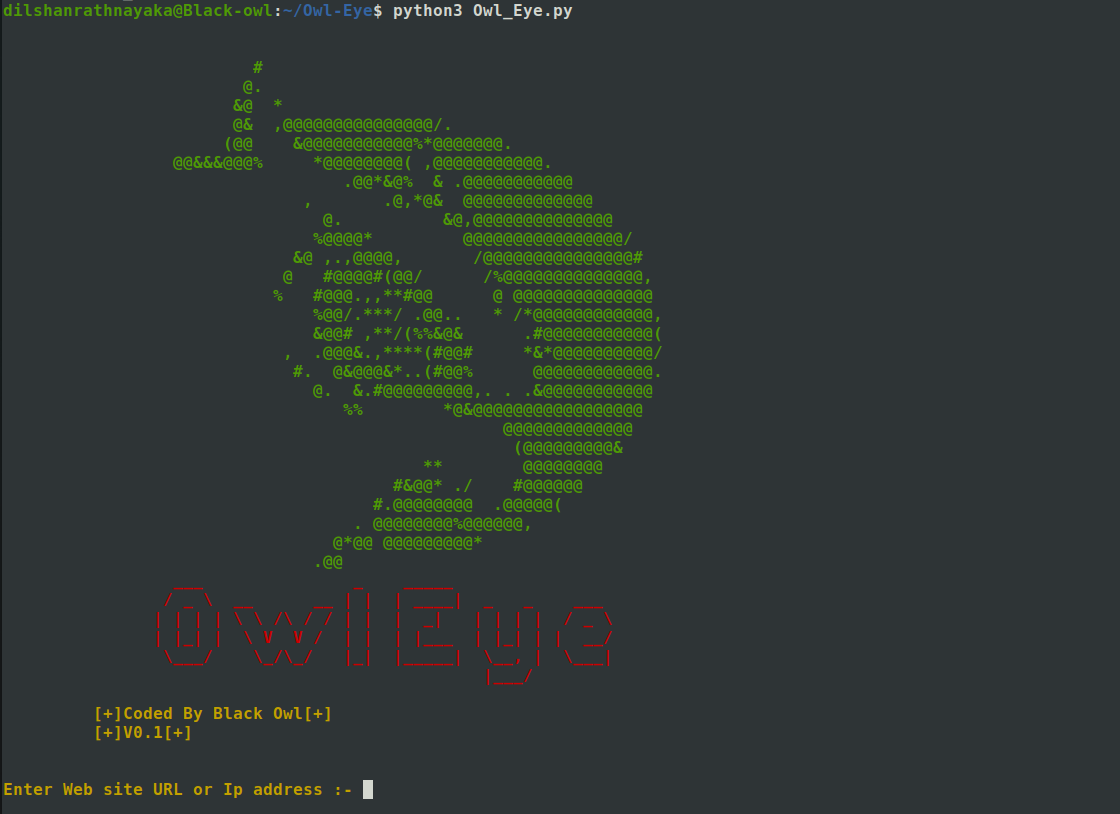 dilshanrathnayaka@Black-owl:~/Owl-Eye$ python3 Owl_Eye.py
OwlEye
[+]Coded By Black Owl[+]
[+]V0.1[+]
Enter Web site URL or Ip address :-